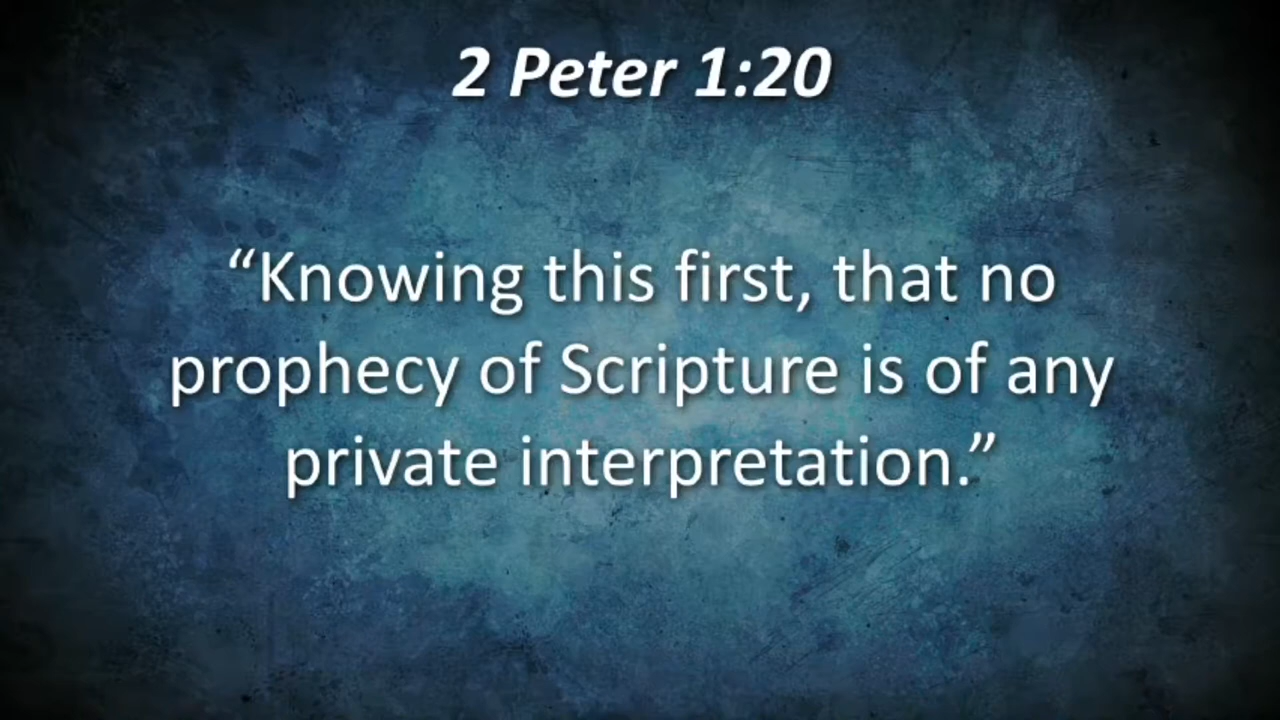 2 Peter 1:20
“Knowing this first, that no
prophecy of Scripture is of any
private interpretation.”